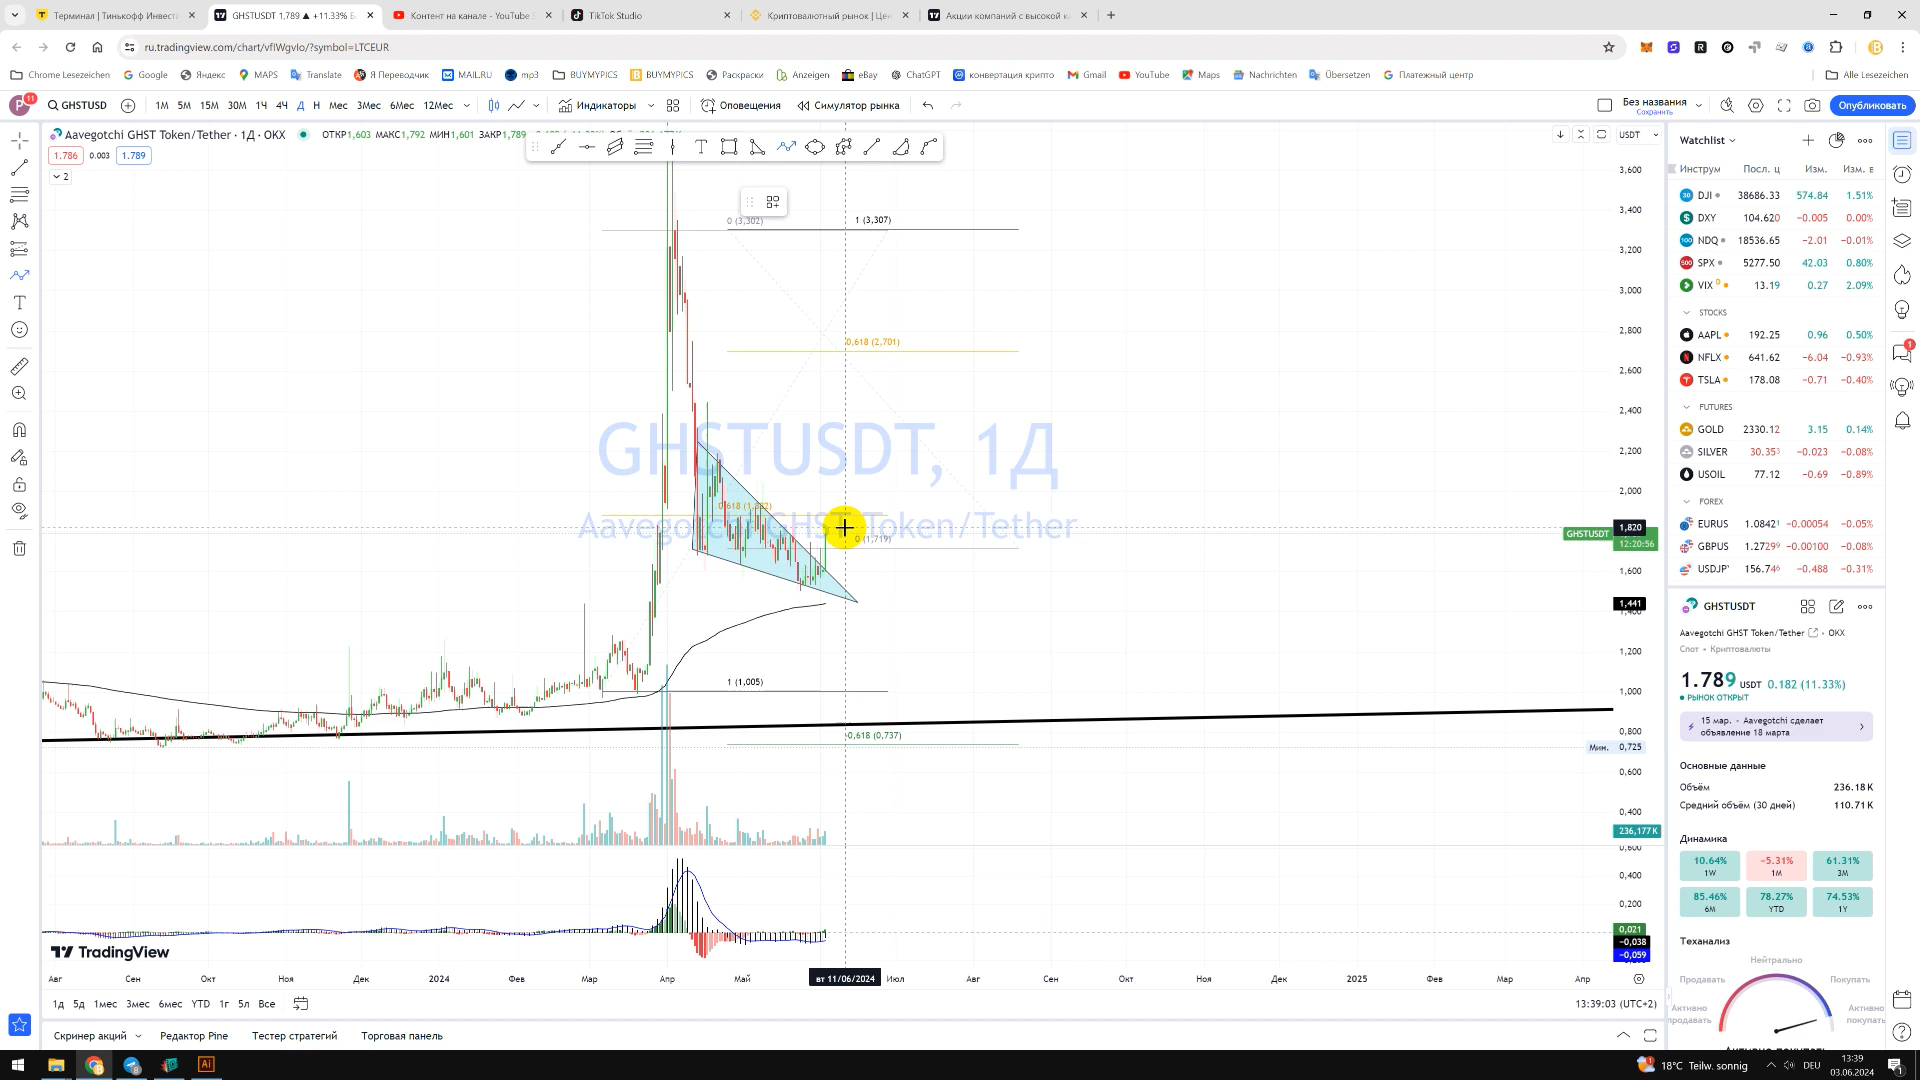 Терминал | Тинькофф Инвест
GHSTUSDT 1,789 ▲ +11.33% Б
Контент на канале - YouTube S
TikTok Studio
Криптовалютный рынок | Цен
Акции компаний с высокой к
ru.tradingview.com/chart/vfIWgvIo/?symbol=LTCEUR
Chrome Lesezeichen
Google
Яндекс
MAPS
Translate
Я Переводчик
MAIL.RU
mp3
BUYMYPICS
BUYMYPICS
Раскраски
Anzeigen
eBay
ChatGPT
конвертация крипто
Gmail
YouTube
Maps
Nachrichten
Übersetzen
Платежный центр
Alle Lesezeichen
P 11
GHSTUSD
1М 5М 15М 30М 1Ч 4Ч Д Н Мес 3Мес 6Мес 12Мес
Индикаторы
Оповещения
Симулятор рынка
Без названия
Сохранить
Опубликовать
Aavegotchi GHST Token/Tether · 1Д · OKX
ОТКР1,603 МАКС1,792 МИН1,601 ЗАКР1,789
1.786 0.003 1.789
2
USDT
0 (3,302)
1 (3,307)
0,618 (2,701)
GHSTUSDT, 1Д
Aavegotchi GHST Token/Tether
0 (1,719)
1 (1,005)
-0,618 (0,737)
3,600
3,400
3,200
3,000
2,800
2,600
2,400
2,200
2,000
1,820
GHSTUSDT
12:20:56
1,600
1,441
1,400
1,200
1,000
0,800
Мин. 0,725
0,600
0,400
236,177K
0,600
0,400
0,200
0,021
−0,038
−0,059
TradingView
Авг Сен Окт Ноя Дек 2024 Фев Мар Апр Май вт 11/06/2024 Июл Авг Сен Окт Ноя Дек 2025 Фев Мар Апр
1д 5д 1мес 3мес 6мес YTD 1г 5л Все
13:39:03 (UTC+2)
Скринер акций
Редактор Pine
Тестер стратегий
Торговая панель
Watchlist
Инструм Посл. ц Изм. Изм. в
DJI 38686.33 574.84 1.51%
DXY 104.620 −0.005 0.00%
NDQ 18536.65 −2.01 −0.01%
SPX 5277.50 42.03 0.80%
VIX D 13.19 0.27 2.09%
STOCKS
AAPL 192.25 0.96 0.50%
NFLX 641.62 −6.04 −0.93%
TSLA 178.08 −0.71 −0.40%
FUTURES
GOLD 2330.12 3.15 0.14%
SILVER 30.353 −0.023 −0.08%
USOIL 77.12 −0.69 −0.89%
FOREX
EURUS 1.08421 −0.00054 −0.05%
GBPUS 1.27299 −0.00100 −0.08%
USDJP 156.746 −0.488 −0.31%
GHSTUSDT
Aavegotchi GHST Token/Tether · OKX
Спот • Криптовалюты
1.789 USDT 0.182 (11.33%)
РЫНОК ОТКРЫТ
15 мар. · Aavegotchi сделает
объявление 18 марта
Основные данные
Объём 236.18K
Средний объём (30 дней) 110.71K
Динамика
10.64% −5.31% 61.31%
1W 1M 3M
85.46% 78.27% 74.53%
6M YTD 1Y
Теханализ
Нейтрально
Продавать Покупать
Активно продавать
Активно покупать
1
Ai
18°C Teilw. sonnig
DEU
13:39
03.06.2024